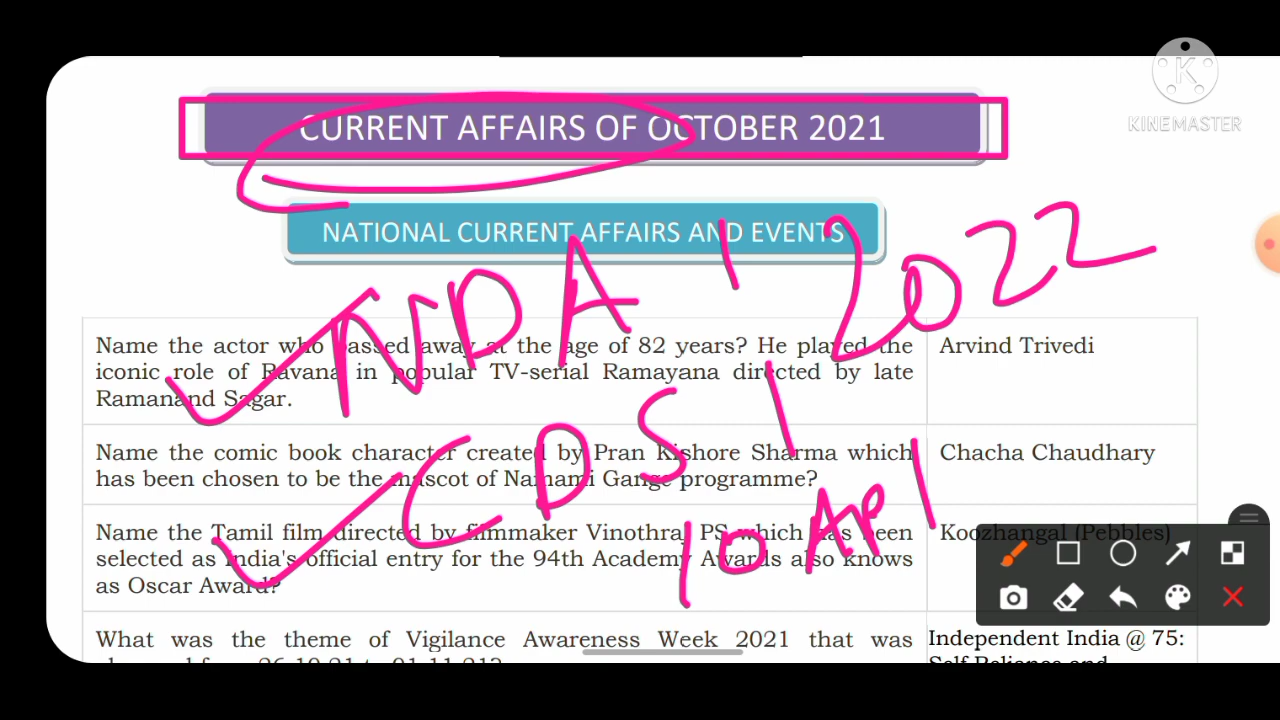 KINEMASTER
CURRENT AFFAIRS OF OCTOBER 2021
NATIONAL CURRENT AFFAIRS AND EVENTS
NDA' 2022
Name the actor who passed away at the age of 82 years? He played the
iconic role of Ravana in popular TV-serial Ramayana directed by late
Ramanand Sagar.
Arvind Trivedi
CDS'
10 Apl
Name the comic book character created by Pran Kishore Sharma which
has been chosen to be the mascot of Namami Gange programme?
Chacha Chaudhary
Name the Tamil film directed by filmmaker Vinothraj PS which has been
selected as India's official entry for the 94th Academy Awards also knows
as Oscar Award?
Koozhangal (Pebbles)
What was the theme of Vigilance Awareness Week 2021 that was
Independent India @ 75: